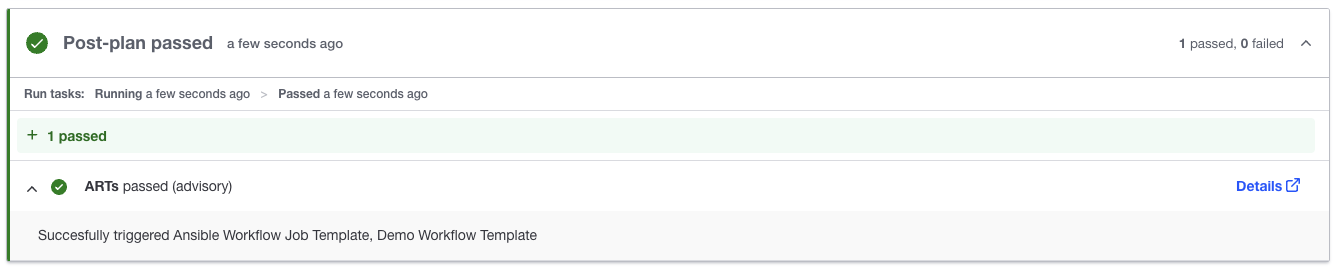 Post-plan passed a few seconds ago 1 passed, 0 failed
Run tasks: Running a few seconds ago > Passed a few seconds ago
+ 1 passed
ARTs passed (advisory) Details
Succesfully triggered Ansible Workflow Job Template, Demo Workflow Template